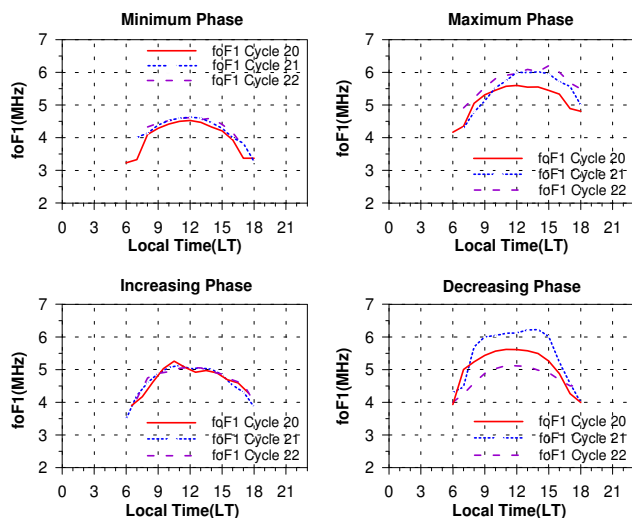 Minimum Phase
7
6
5
4
3
2
foF1(MHz)
foF1 Cycle 20
foF1 Cycle 21
foF1 Cycle 22
0 3 6 9 12 15 18 21
Local Time(LT)
Maximum Phase
7
6
5
4
3
2
foF1(MHz)
foF1 Cycle 20
foF1 Cycle 21
foF1 Cycle 22
0 3 6 9 12 15 18 21
Local Time(LT)
Increasing Phase
7
6
5
4
3
2
foF1(MHz)
foF1 Cycle 20
foF1 Cycle 21
foF1 Cycle 22
0 3 6 9 12 15 18 21
Local Time(LT)
Decreasing Phase
7
6
5
4
3
2
foF1(MHz)
foF1 Cycle 20
foF1 Cycle 21
foF1 Cycle 22
0 3 6 9 12 15 18 21
Local Time(LT)